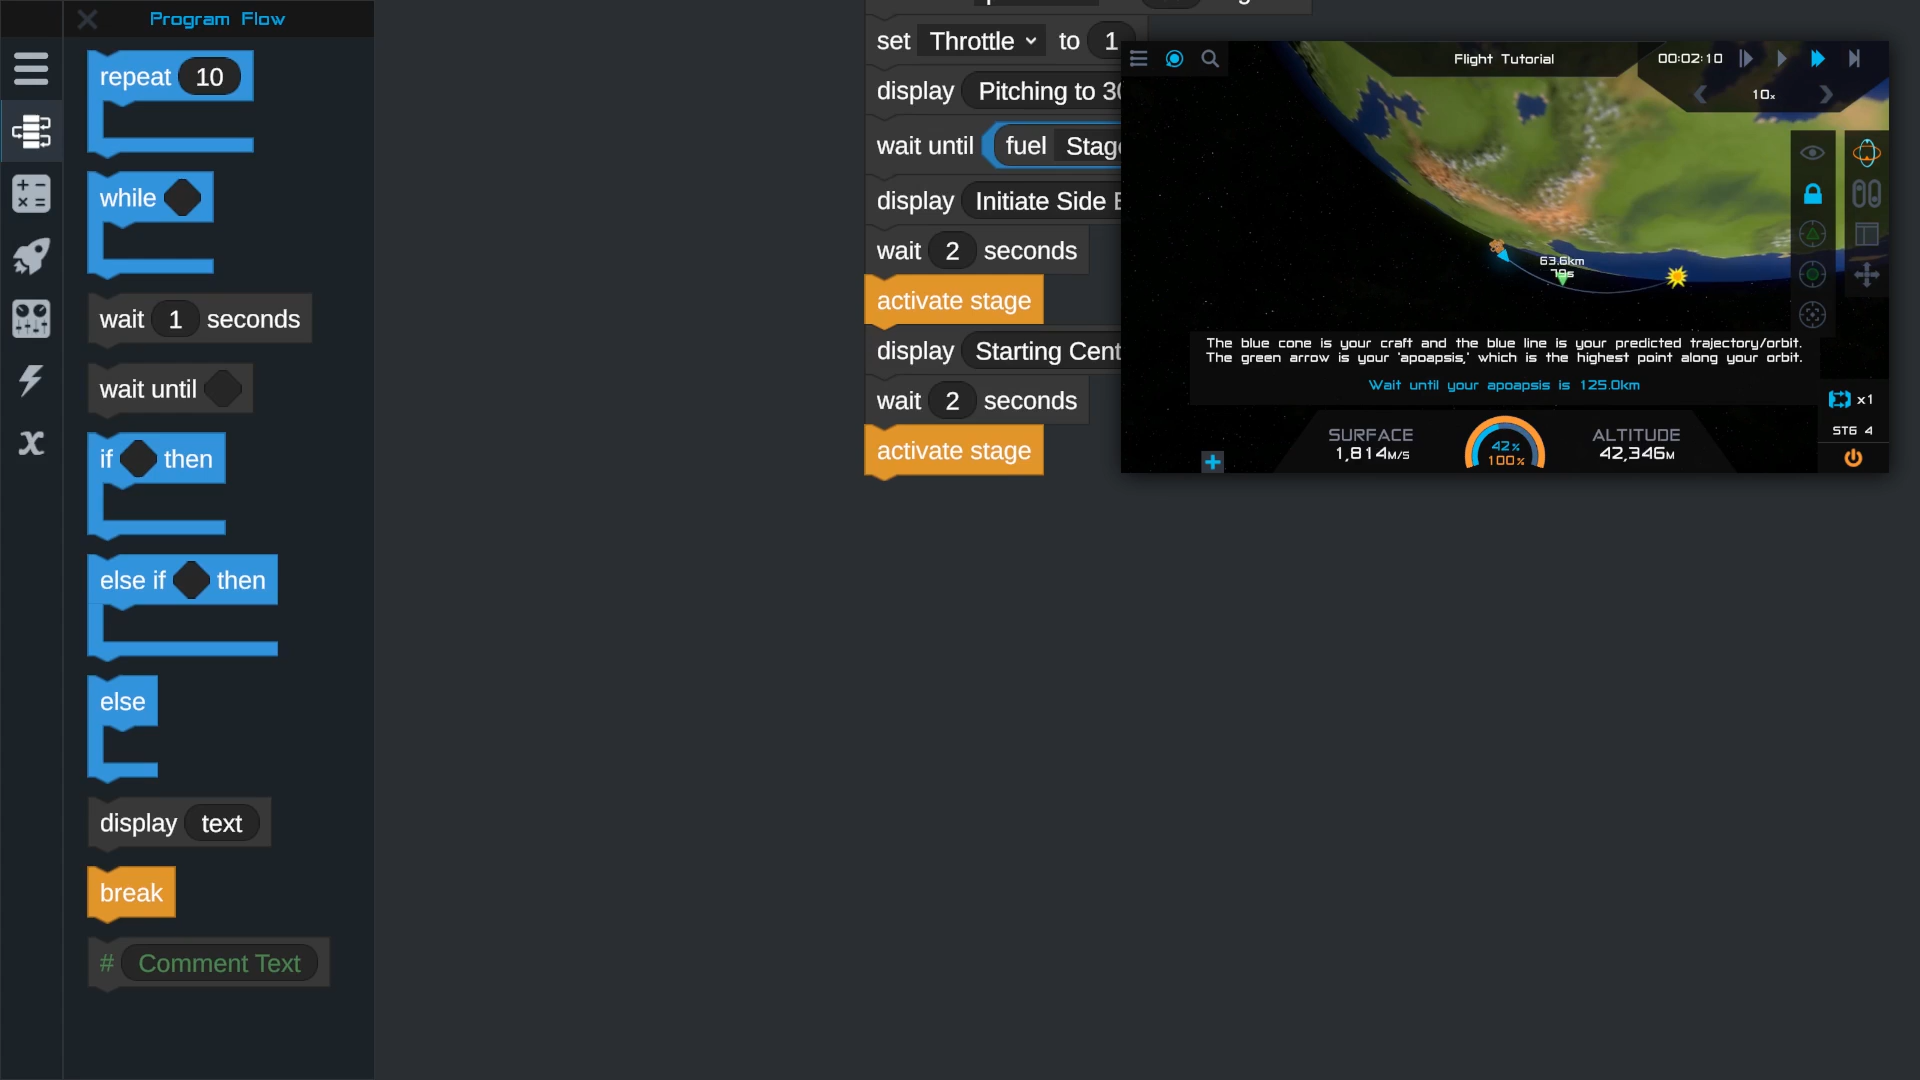 Program Flow
repeat 10
while
wait 1 seconds
wait until
if then
else if then
else
display text
break
# Comment Text
set Throttle to 1
display Pitching to 30
wait until fuel Stag
display Initiate Side
wait 2 seconds
activate stage
display Starting Cent
wait 2 seconds
activate stage
Flight Tutorial
00:02:10
10x
63.6km
79s
The blue cone is your craft and the blue line is your predicted trajectory/orbit.
The green arrow is your 'apoapsis,' which is the highest point along your orbit.
Wait until your apoapsis is 125.0km
x1
STG 4
SURFACE
1,814M/S
42%
100%
ALTITUDE
42,346M